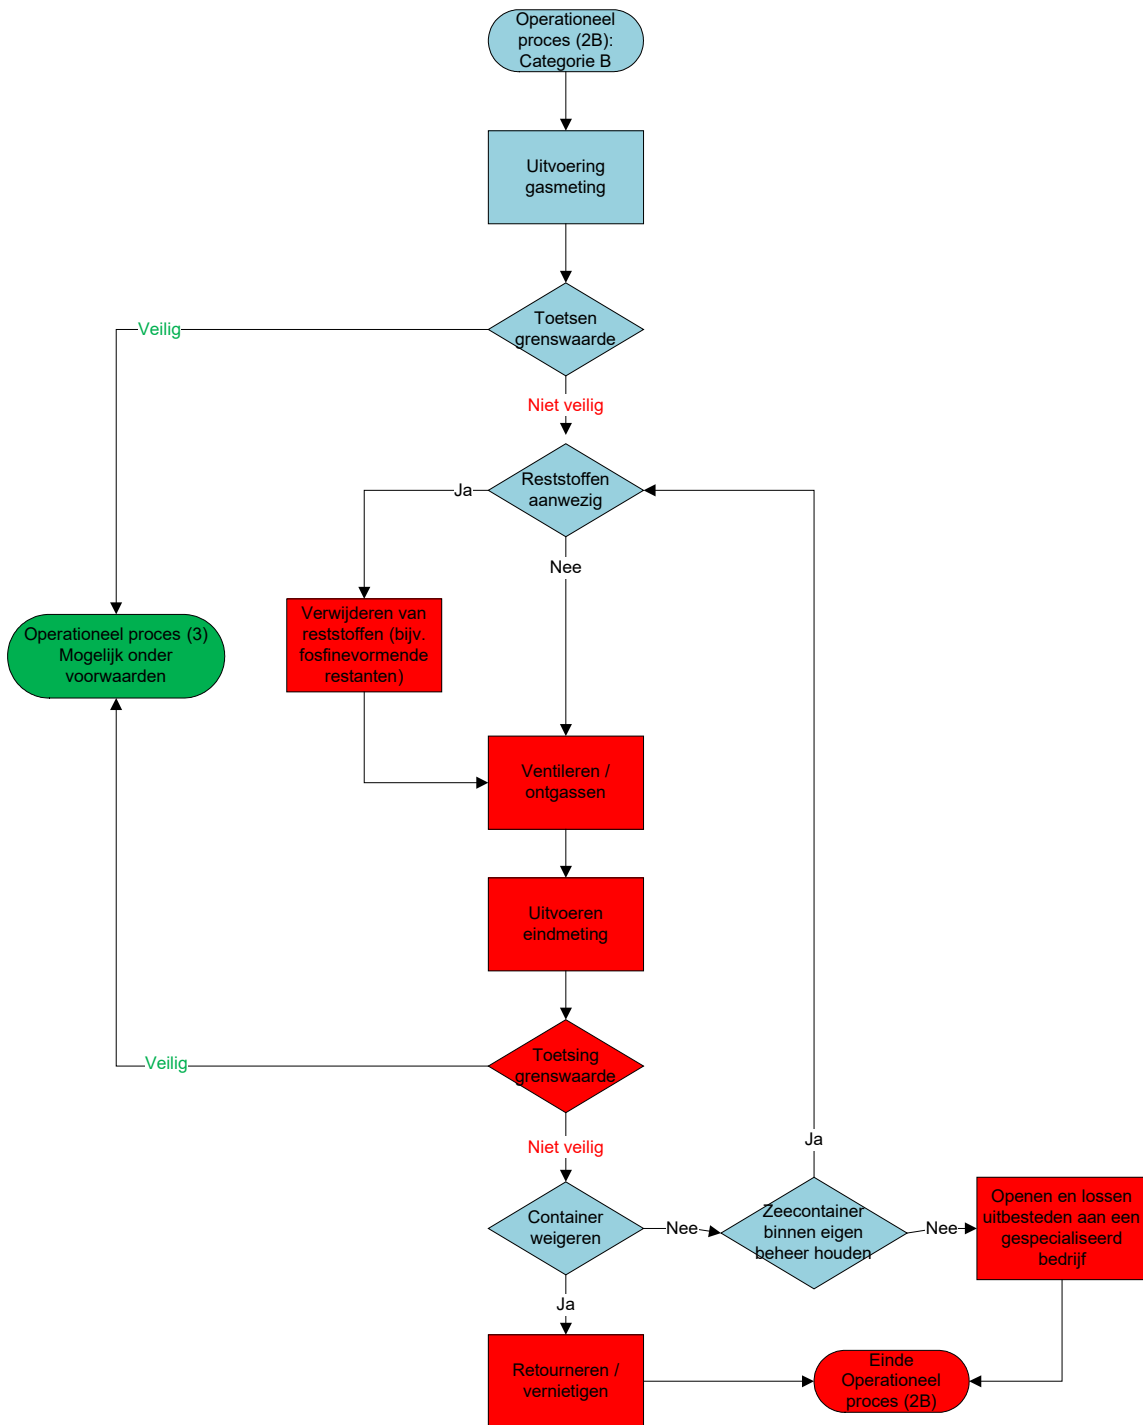 Operationeel
proces (2B):
Categorie B
Uitvoering
gasmeting
Toetsen
grenswaarde
Veilig
Niet veilig
Reststoffen
aanwezig
Ja
Nee
Verwijderen van
reststoffen (bijv.
fosfinevormende
restanten)
Operationeel proces (3)
Mogelijk onder
voorwaarden
Ventileren /
ontgassen
Uitvoeren
eindmeting
Toetsing
grenswaarde
Veilig
Niet veilig
Ja
Container
weigeren
Nee
Zeecontainer
binnen eigen
beheer houden
Nee
Openen en lossen
uitbesteden aan een
gespecialiseerd
bedrijf
Ja
Retourneren /
vernietigen
Einde
Operationeel
proces (2B)